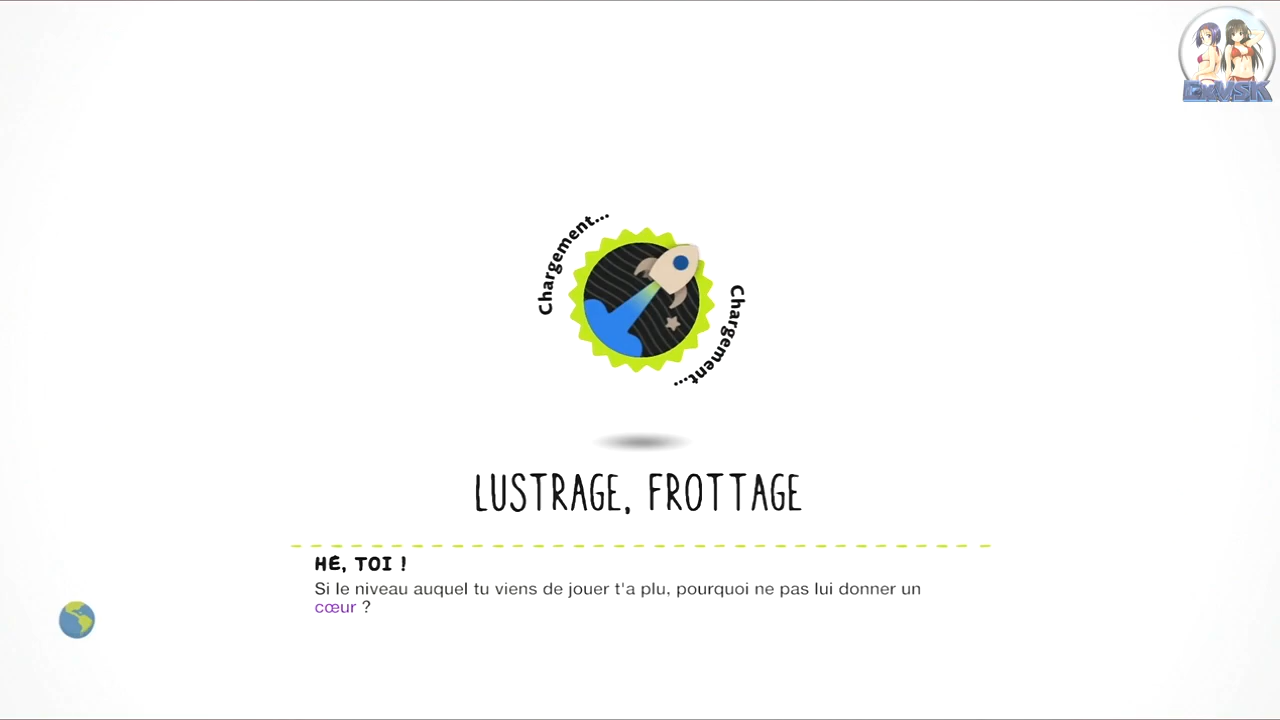 EXVSK
Chargement...
Chargement...
LUSTRAGE, FROTTAGE
HÉ, TOI !
Si le niveau auquel tu viens de jouer t'a plu, pourquoi ne pas lui donner un
cœur ?